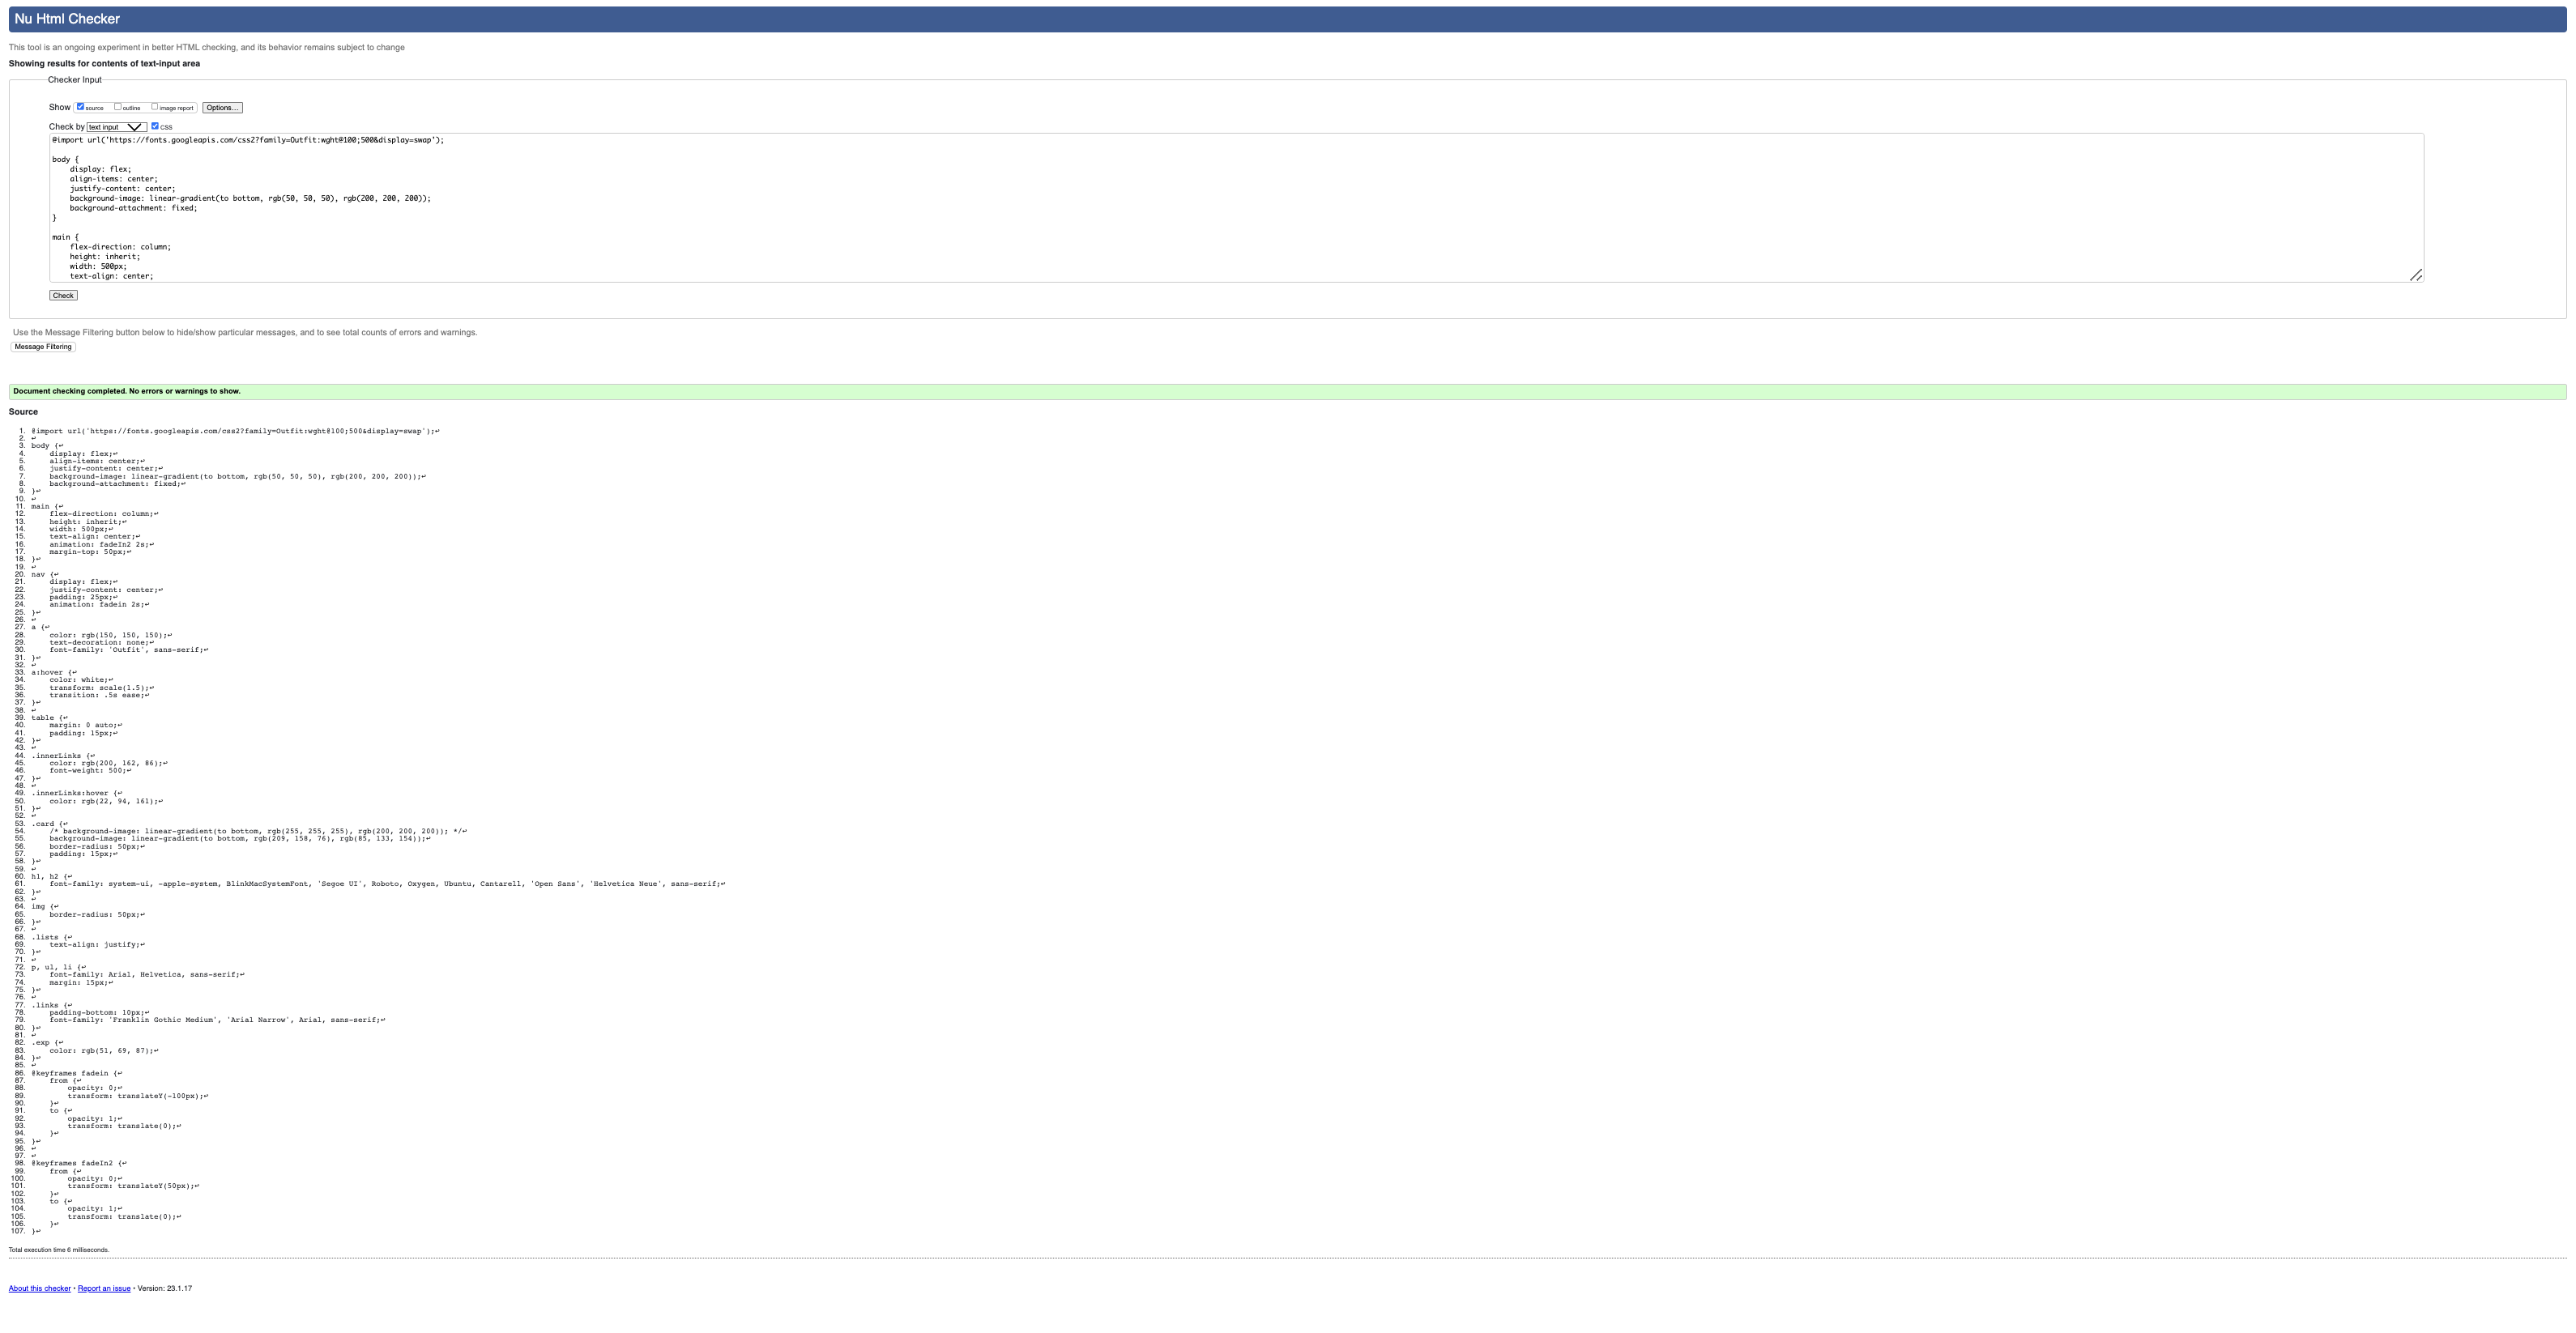 Nu Html Checker
This tool is an ongoing experiment in better HTML checking, and its behavior remains subject to change
Showing results for contents of text-input area
Checker Input
Show source outline image report Options...
Check by text input css
@import url('https://fonts.googleapis.com/css2?family=Outfit:wght@100;500&display=swap');
body {
    display: flex;
    align-items: center;
    justify-content: center;
    background-image: linear-gradient(to bottom, rgb(50, 50, 50), rgb(200, 200, 200));
    background-attachment: fixed;
}
main {
    flex-direction: column;
    height: inherit;
    width: 500px;
    text-align: center;
Check
Use the Message Filtering button below to hide/show particular messages, and to see total counts of errors and warnings.
Message Filtering
Document checking completed. No errors or warnings to show.
Source
1. @import url('https://fonts.googleapis.com/css2?family=Outfit:wght@100;500&display=swap');↩
2. ↩
3. body {↩
4.     display: flex;↩
5.     align-items: center;↩
6.     justify-content: center;↩
7.     background-image: linear-gradient(to bottom, rgb(50, 50, 50), rgb(200, 200, 200));↩
8.     background-attachment: fixed;↩
9. }↩
10. ↩
11. main {↩
12.     flex-direction: column;↩
13.     height: inherit;↩
14.     width: 500px;↩
15.     text-align: center;↩
16.     animation: fadeIn2 2s;↩
17.     margin-top: 50px;↩
18. }↩
19. ↩
20. nav {↩
21.     display: flex;↩
22.     justify-content: center;↩
23.     padding: 25px;↩
24.     animation: fadein 2s;↩
25. }↩
26. ↩
27. a {↩
28.     color: rgb(150, 150, 150);↩
29.     text-decoration: none;↩
30.     font-family: 'Outfit', sans-serif;↩
31. }↩
32. ↩
33. a:hover {↩
34.     color: white;↩
35.     transform: scale(1.5);↩
36.     transition: .5s ease;↩
37. }↩
38. ↩
39. table {↩
40.     margin: 0 auto;↩
41.     padding: 15px;↩
42. }↩
43. ↩
44. .innerLinks {↩
45.     color: rgb(200, 162, 86);↩
46.     font-weight: 500;↩
47. }↩
48. ↩
49. .innerLinks:hover {↩
50.     color: rgb(22, 94, 161);↩
51. }↩
52. ↩
53. .card {↩
54.     /* background-image: linear-gradient(to bottom, rgb(255, 255, 255), rgb(200, 200, 200)); */↩
55.     background-image: linear-gradient(to bottom, rgb(209, 158, 76), rgb(85, 133, 154));↩
56.     border-radius: 50px;↩
57.     padding: 15px;↩
58. }↩
59. ↩
60. h1, h2 {↩
61.     font-family: system-ui, -apple-system, BlinkMacSystemFont, 'Segoe UI', Roboto, Oxygen, Ubuntu, Cantarell, 'Open Sans', 'Helvetica Neue', sans-serif;↩
62. }↩
63. ↩
64. img {↩
65.     border-radius: 50px;↩
66. }↩
67. ↩
68. .lists {↩
69.     text-align: justify;↩
70. }↩
71. ↩
72. p, ul, li {↩
73.     font-family: Arial, Helvetica, sans-serif;↩
74.     margin: 15px;↩
75. }↩
76. ↩
77. .links {↩
78.     padding-bottom: 10px;↩
79.     font-family: 'Franklin Gothic Medium', 'Arial Narrow', Arial, sans-serif;↩
80. }↩
81. ↩
82. .exp {↩
83.     color: rgb(51, 69, 87);↩
84. }↩
85. ↩
86. @keyframes fadein {↩
87.     from {↩
88.         opacity: 0;↩
89.         transform: translateY(-100px);↩
90.     }↩
91.     to {↩
92.         opacity: 1;↩
93.         transform: translate(0);↩
94.     }↩
95. }↩
96. ↩
97. ↩
98. @keyframes fadeIn2 {↩
99.     from {↩
100.         opacity: 0;↩
101.         transform: translateY(50px);↩
102.     }↩
103.     to {↩
104.         opacity: 1;↩
105.         transform: translate(0);↩
106.     }↩
107. }↩
Total execution time 6 milliseconds.
About this checker • Report an issue • Version: 23.1.17